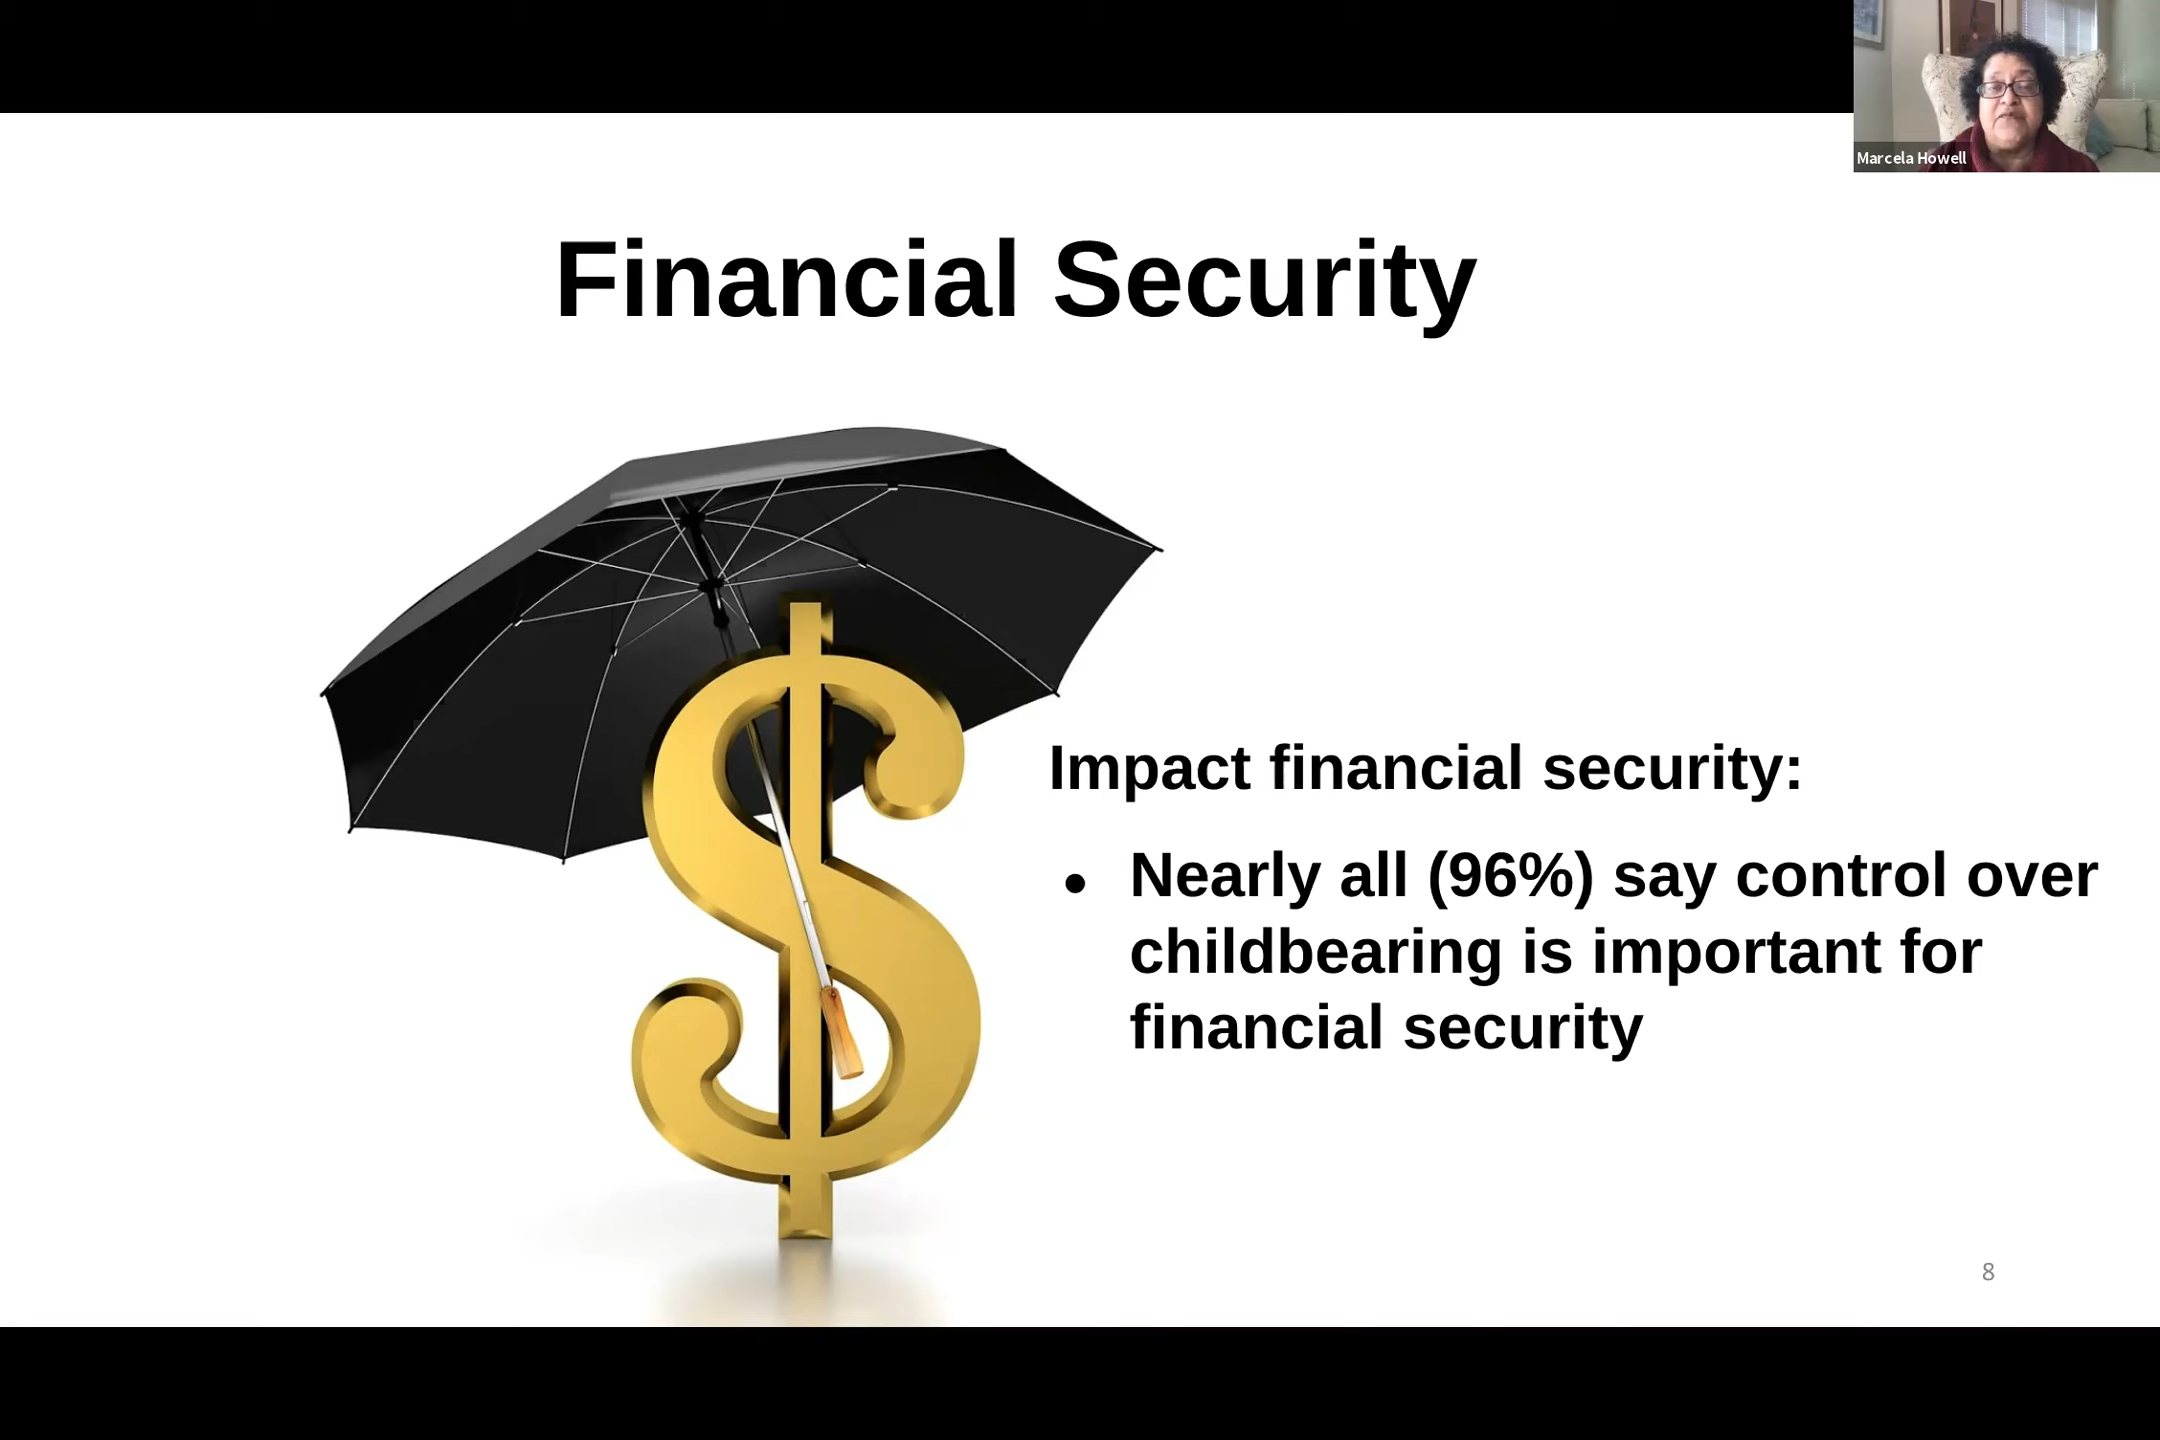 Marcela Howell
Financial Security
Impact financial security:
• Nearly all (96%) say control over
childbearing is important for
financial security
8